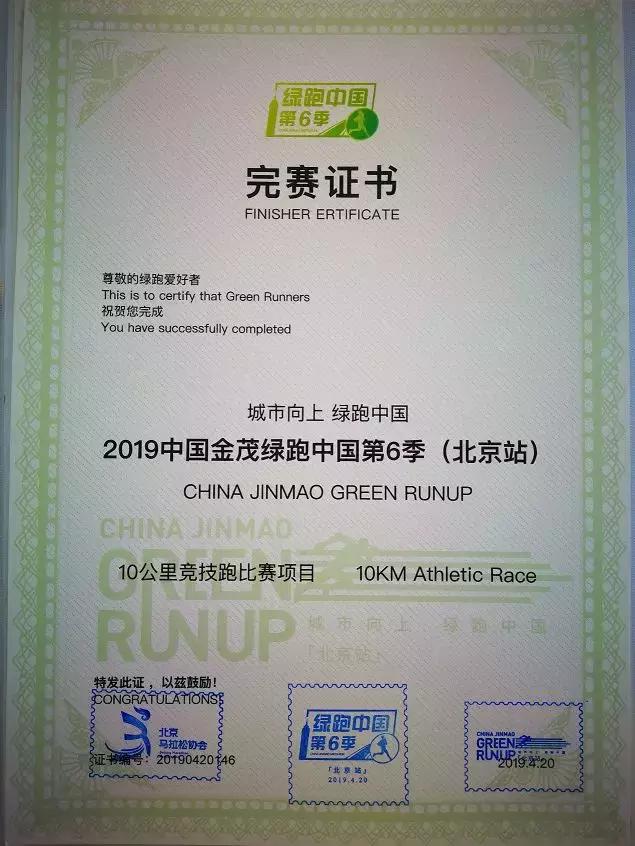 绿跑中国
第6季
完赛证书
FINISHER ERTIFICATE
尊敬的绿跑爱好者
This is to certify that Green Runners
祝贺您完成
You have successfully completed
城市向上 绿跑中国
2019中国金茂绿跑中国第6季（北京站）
CHINA JINMAO GREEN RUNUP
CHINA JINMAO
GREEN
RUNUP
10公里竞技跑比赛项目 10KM Athletic Race
城市向上 绿跑中国
「北京站」
特发此证，以兹鼓励！
CONGRATULATIONS!
北京
马拉松协会
证书编号：20190420146
绿跑中国
第6季
「北京站」
2019.4.20
CHINA JINMAO
GREEN
RUNUP
2019.4.20